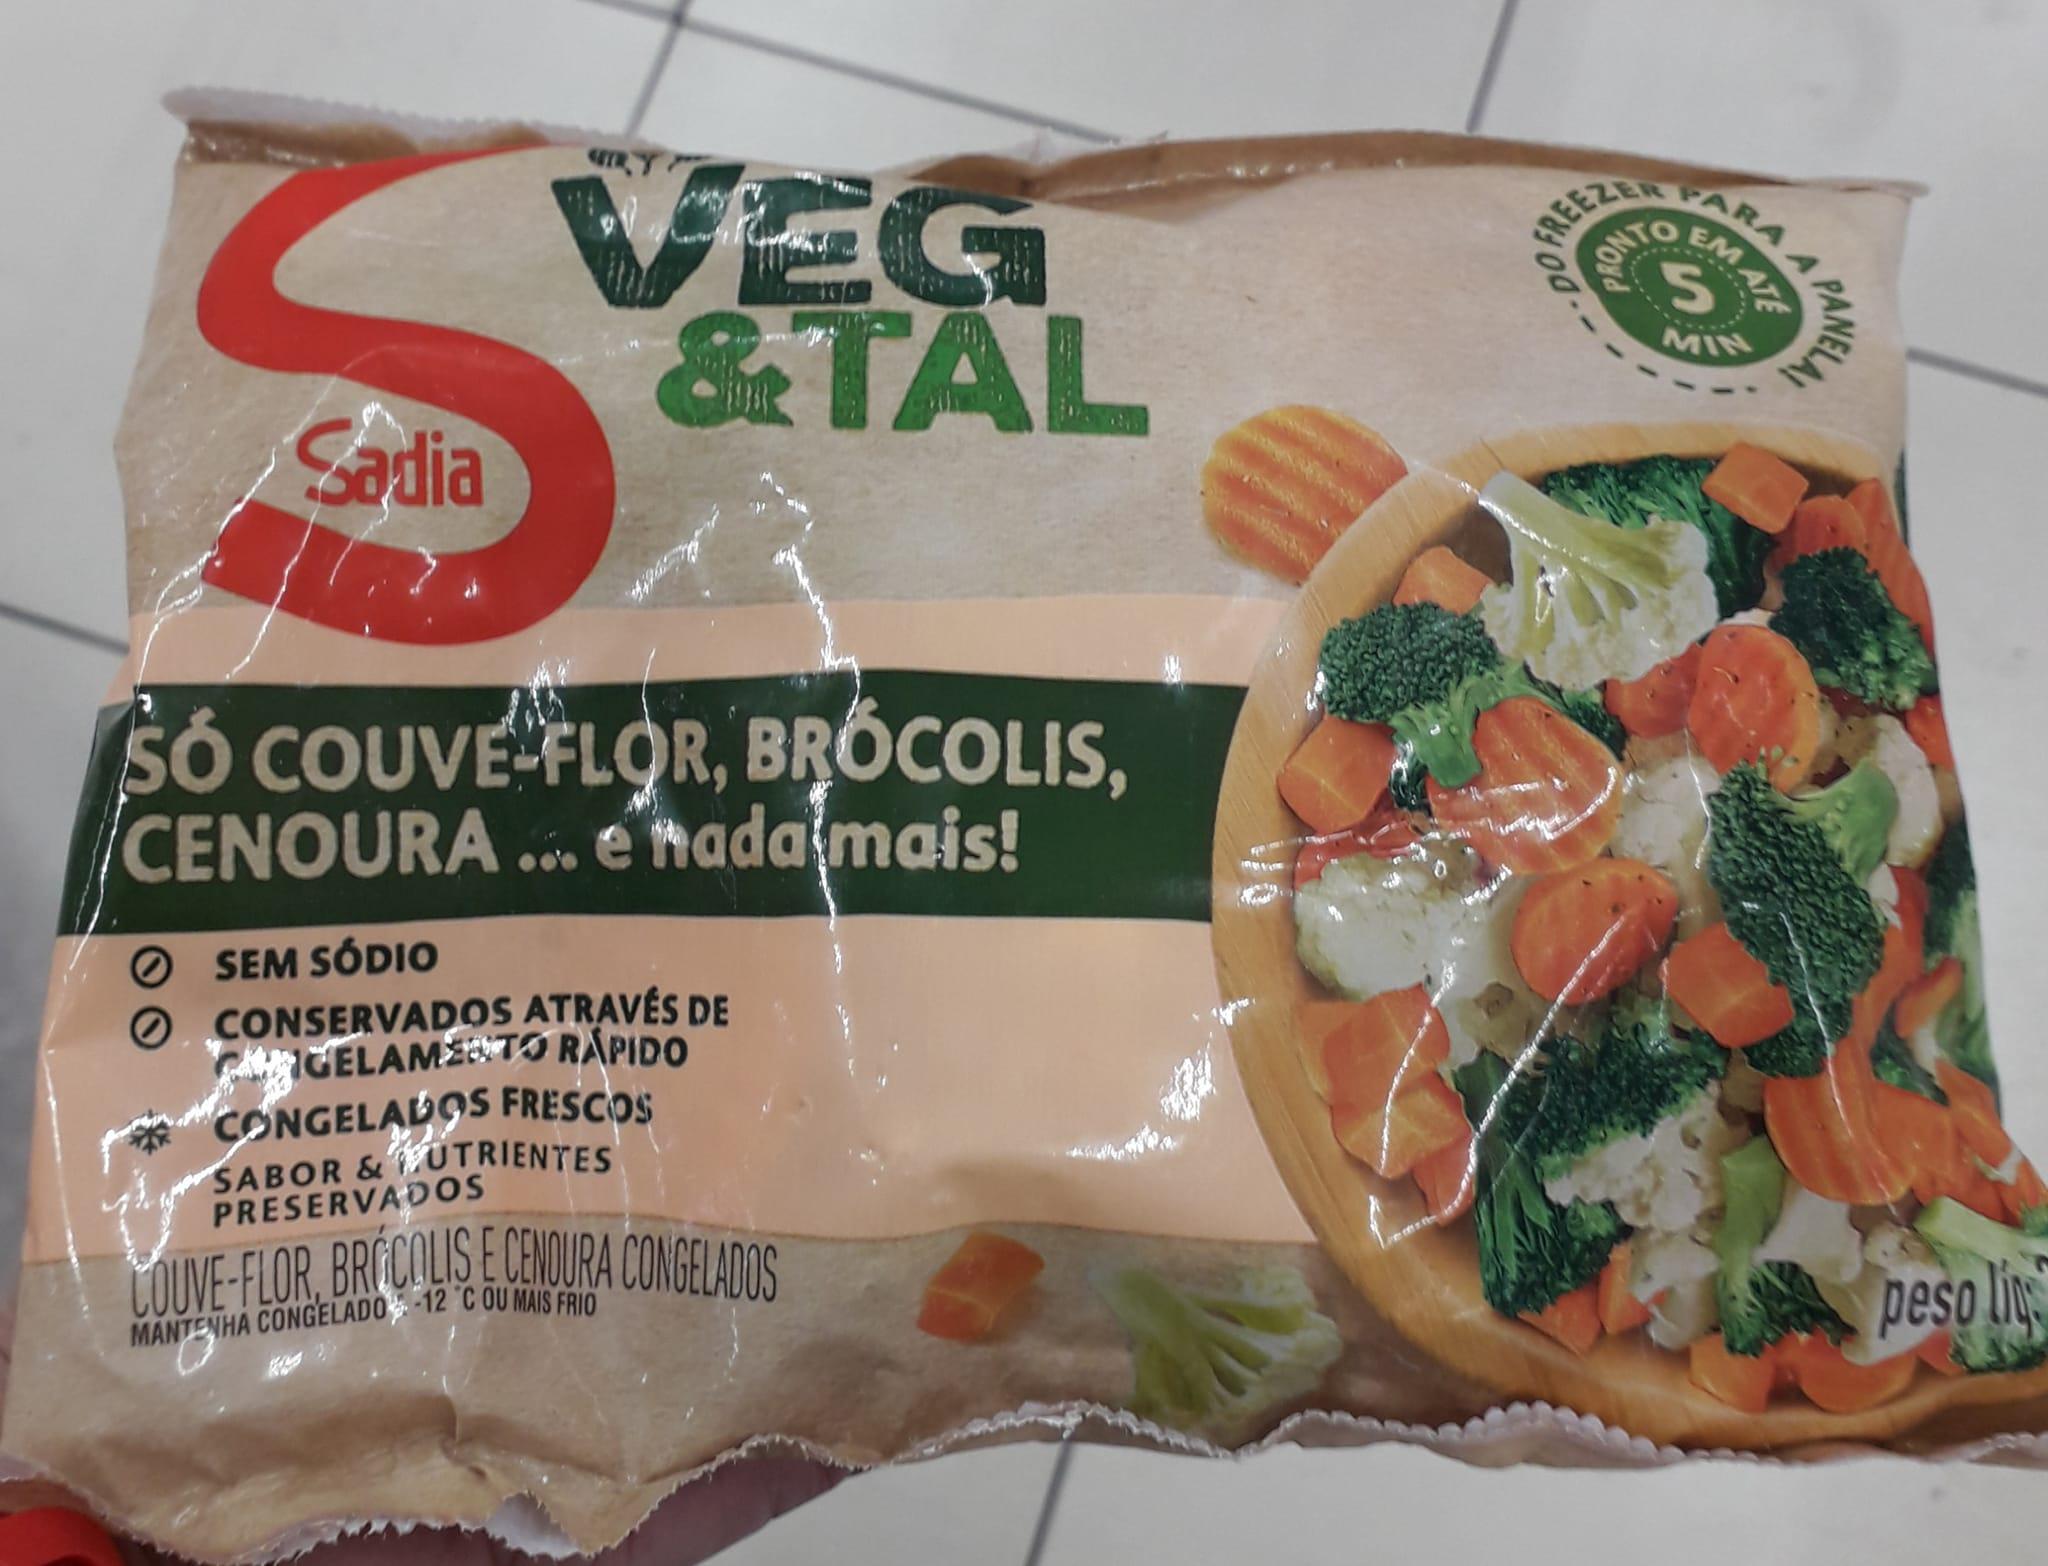 VEG
&TAL
Sadia
DO FREEZER PARA A PANELA!
PRONTO EM ATÉ
5
MIN
SÓ COUVE-FLOR, BRÓCOLIS,
CENOURA ... e nada mais!
SEM SÓDIO
CONSERVADOS ATRAVÉS DE
CONGELAMENTO RÁPIDO
CONGELADOS FRESCOS
SABOR & NUTRIENTES
PRESERVADOS
COUVE-FLOR, BRÓCOLIS E CENOURA CONGELADOS
MANTENHA CONGELADO -12 °C OU MAIS FRIO
peso líq: